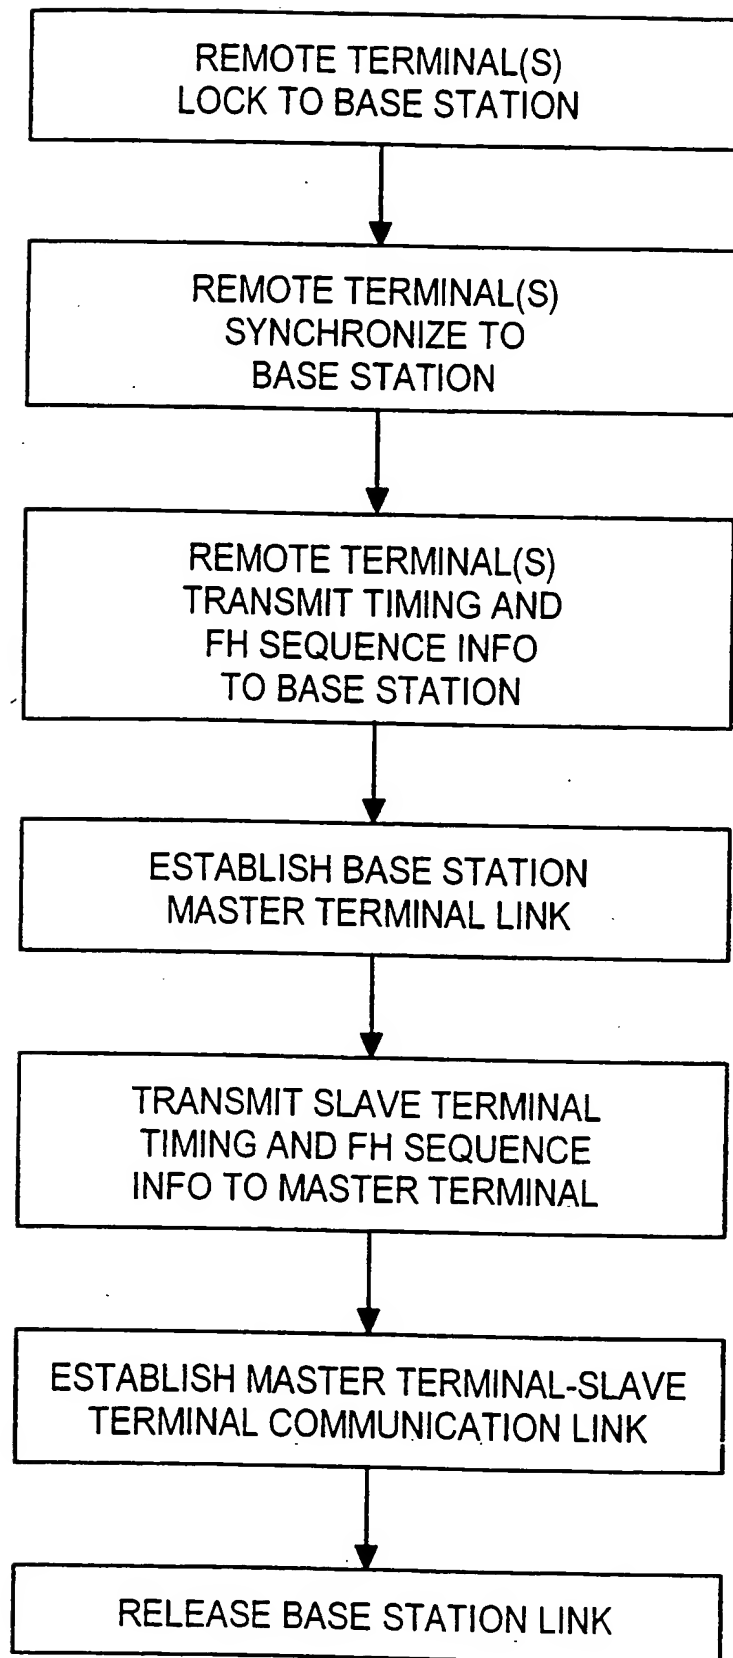 REMOTE TERMINAL(S)
LOCK TO BASE STATION
REMOTE TERMINAL(S)
SYNCHRONIZE TO
BASE STATION
REMOTE TERMINAL(S)
TRANSMIT TIMING AND
FH SEQUENCE INFO
TO BASE STATION
ESTABLISH BASE STATION
MASTER TERMINAL LINK
TRANSMIT SLAVE TERMINAL
TIMING AND FH SEQUENCE
INFO TO MASTER TERMINAL
ESTABLISH MASTER TERMINAL-SLAVE
TERMINAL COMMUNICATION LINK
RELEASE BASE STATION LINK